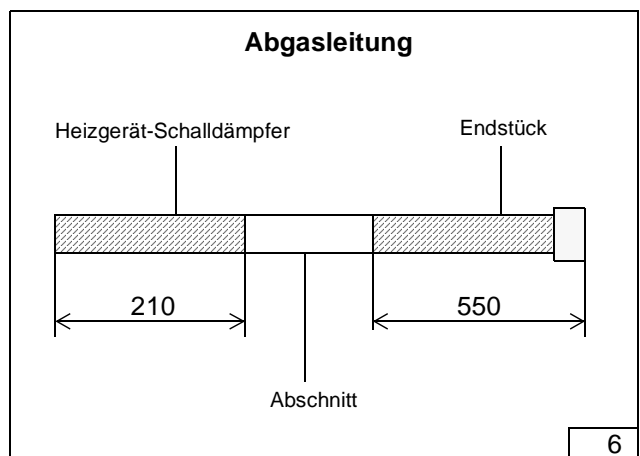 Abgasleitung
Heizgerät-Schalldämpfer
Endstück
210
550
Abschnitt
6